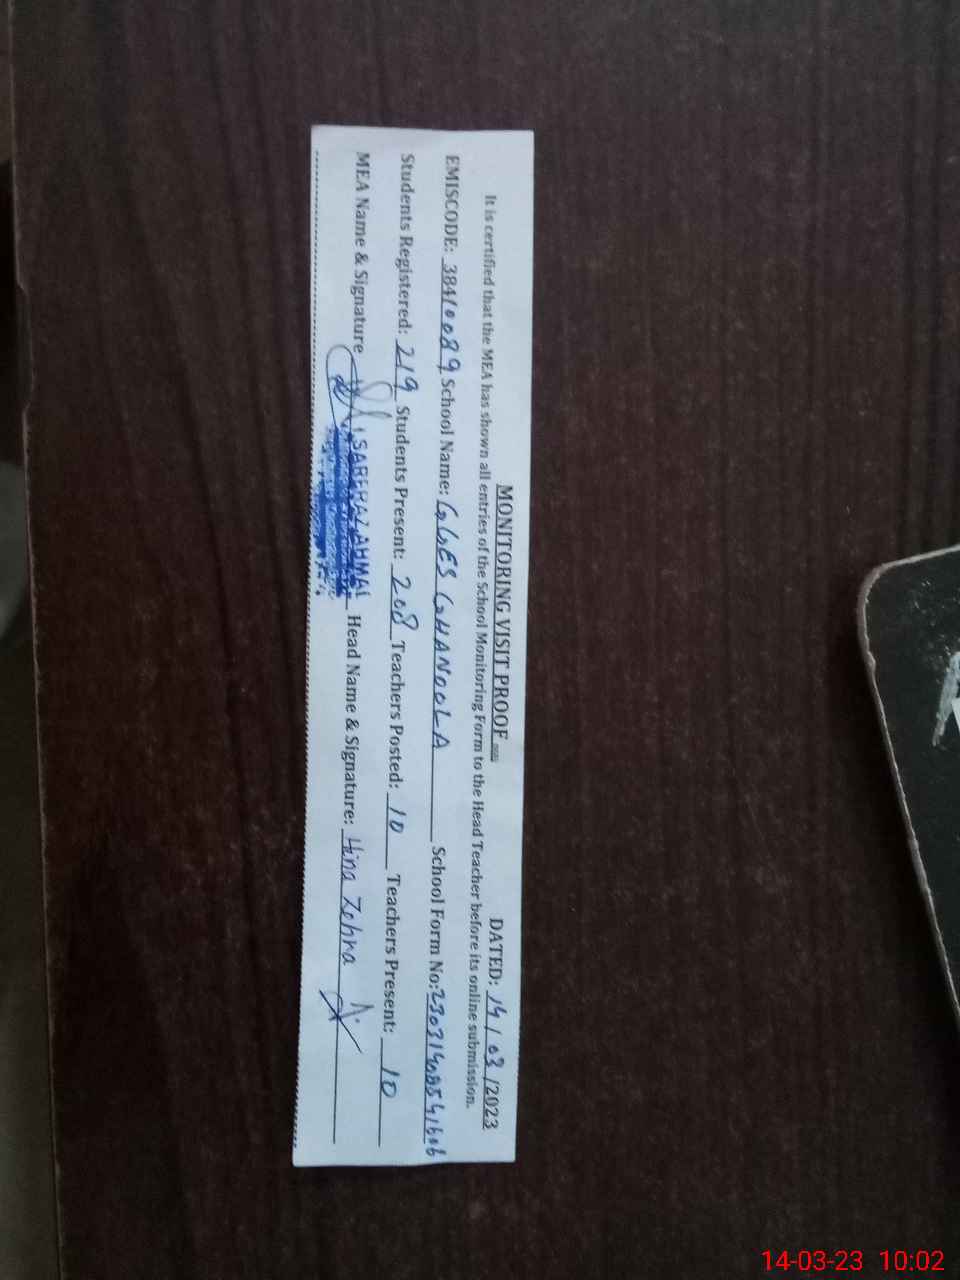 MONITORING VISIT PROOF DATED: 14/03/2023
It is certified that the MEA has shown all entries of the School Monitoring Form to the Head Teacher before its online submission.
EMISCODE: 38410089 School Name: GGES GHANOOLA School Form No:
Students Registered: 219 Students Present: 208 Teachers Posted: 10 Teachers Present: 10
MEA Name & Signature SARFRAZ AHMA Head Name & Signature: Hina Zehra
14-03-23 10:02